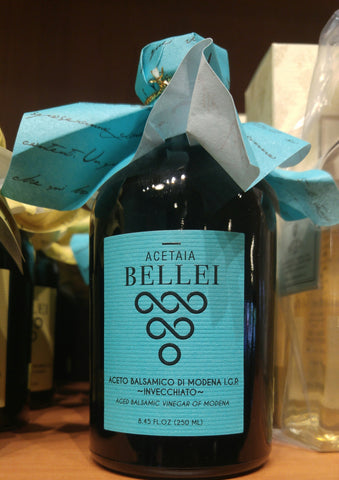 ACETAIA
BELLEI
ACETO BALSAMICO DI MODENA I.G.P.
~INVECCHIATO~
AGED BALSAMIC VINEGAR OF MODENA
8.45 FL.OZ (250 ML)